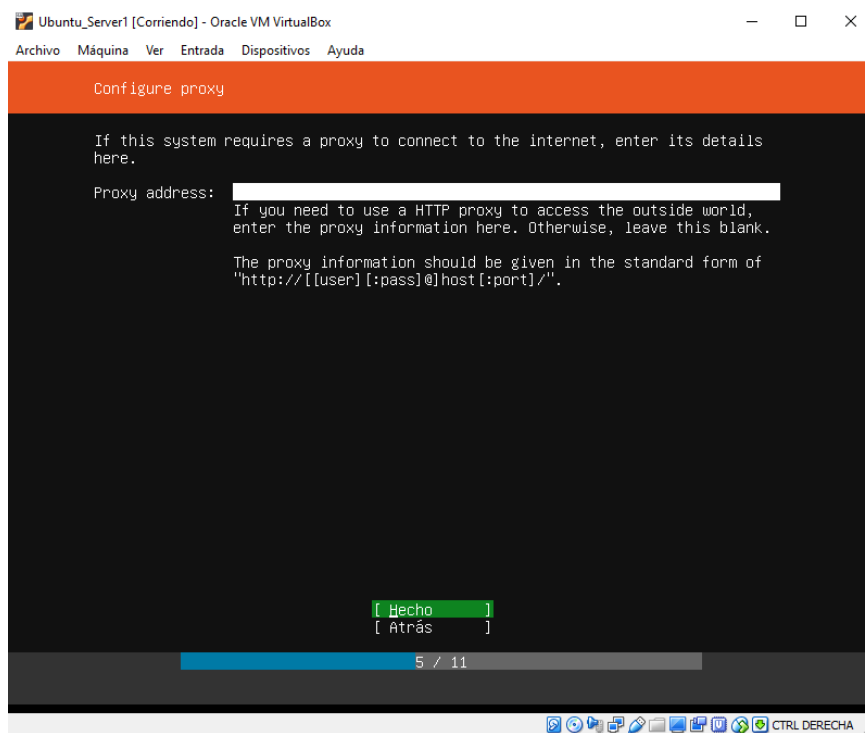 Ubuntu_Server1 [Corriendo] - Oracle VM VirtualBox
Archivo Máquina Ver Entrada Dispositivos Ayuda
Configure proxy
If this system requires a proxy to connect to the internet, enter its details
here.
Proxy address:
If you need to use a HTTP proxy to access the outside world,
enter the proxy information here. Otherwise, leave this blank.
The proxy information should be given in the standard form of
"http://[[user][:pass]@]host[:port]/".
[ Hecho ]
[ Atrás ]
5 / 11
CTRL DERECHA